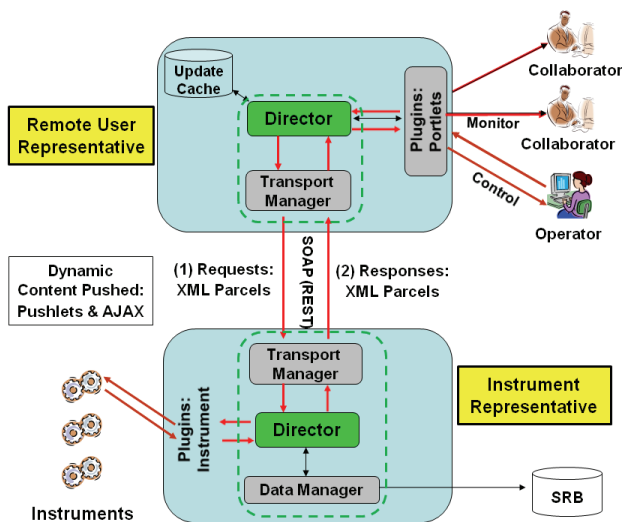 Update
Cache
Director
Plugins:
Portlets
Collaborator
Monitor
Collaborator
Control
Operator
Remote User
Representative
Transport
Manager
(1) Requests:
XML Parcels
SOAP (REST)
(2) Responses:
XML Parcels
Dynamic
Content Pushed:
Pushlets & AJAX
Transport
Manager
Plugins:
Instrument
Director
Instrument
Representative
Data Manager
SRB
Instruments